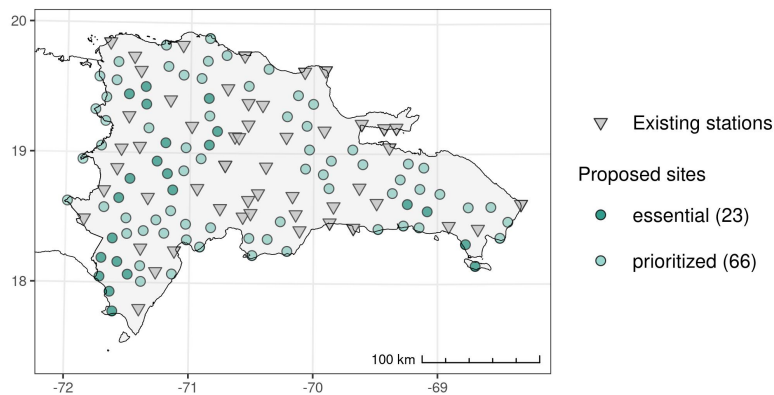 20
19
18
-72
-71
-70
-69
100 km
Existing stations
Proposed sites
essential (23)
prioritized (66)